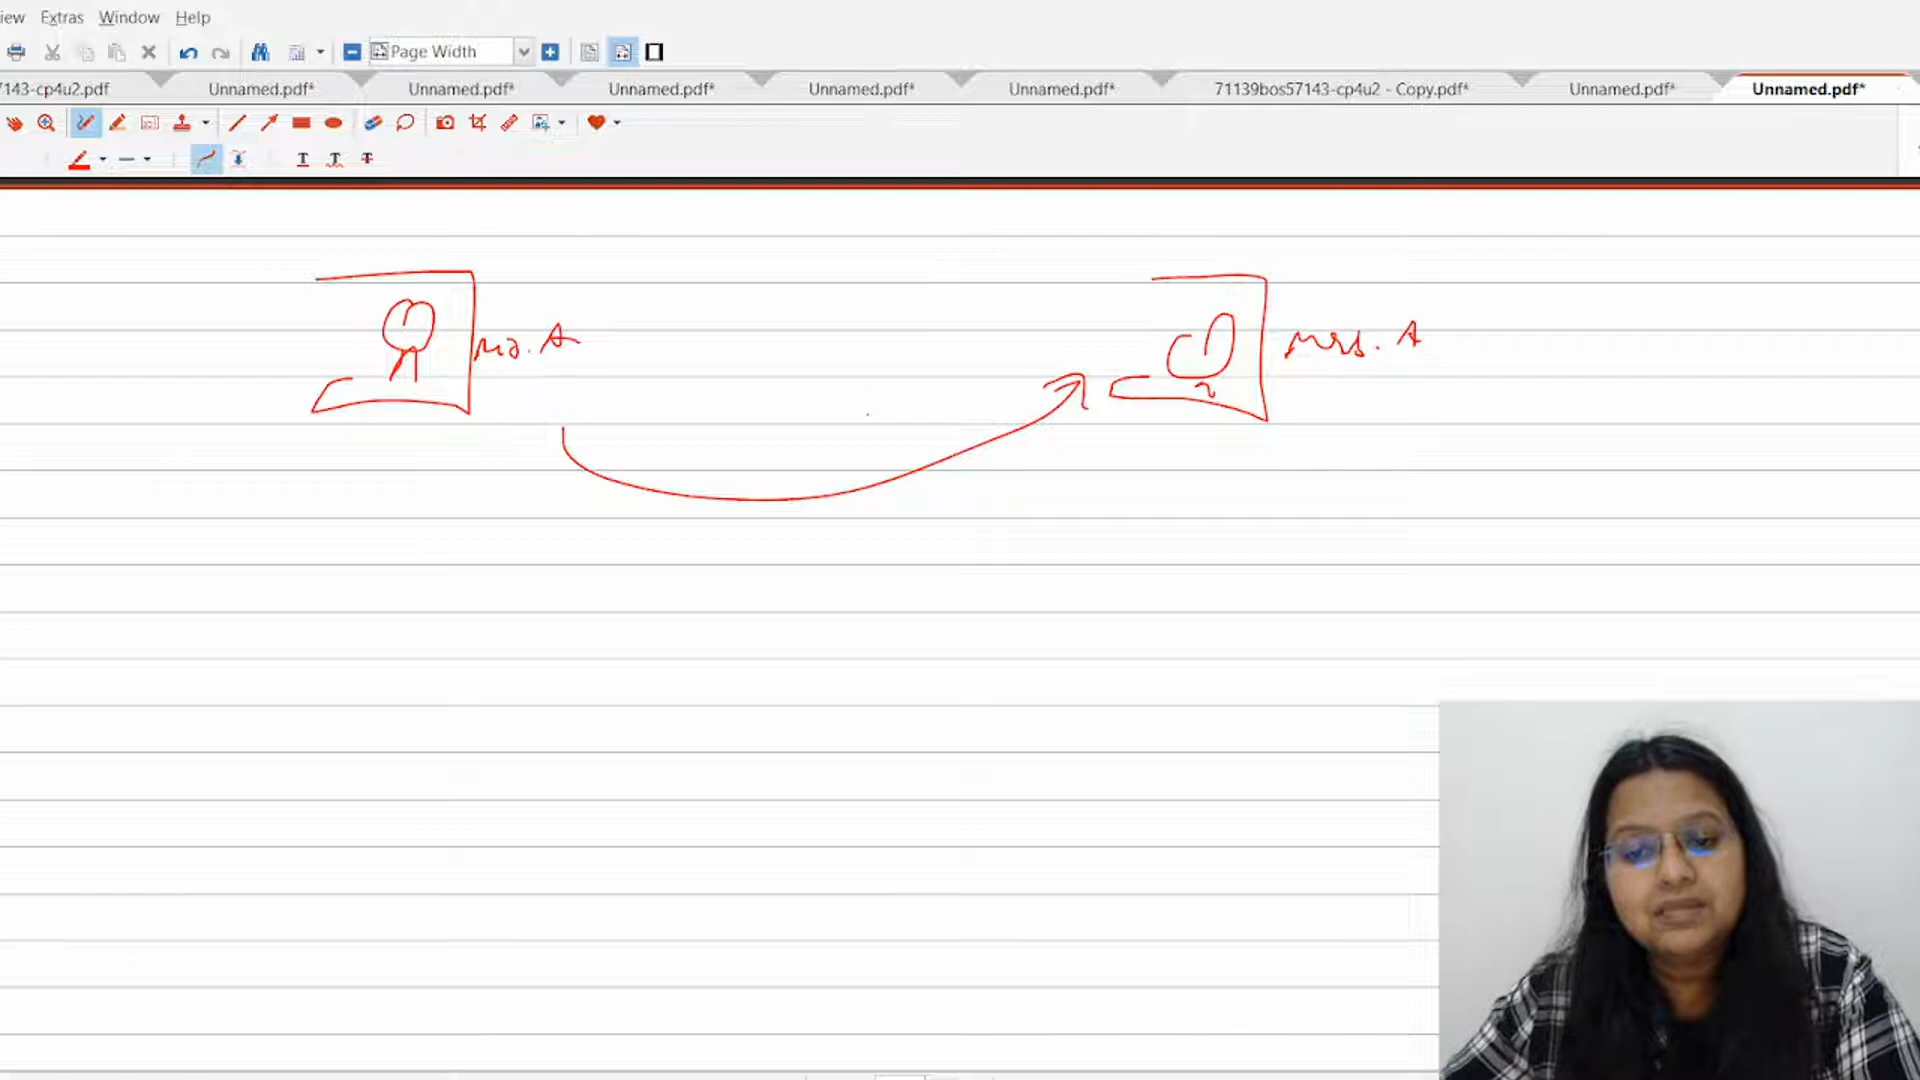 iew Extras Window Help
Page Width
7143-cp4u2.pdf Unnamed.pdf* Unnamed.pdf* Unnamed.pdf* Unnamed.pdf* Unnamed.pdf* 71139bos57143-cp4u2 - Copy.pdf* Unnamed.pdf* Unnamed.pdf*
T T T
Mr. A Mrs. A